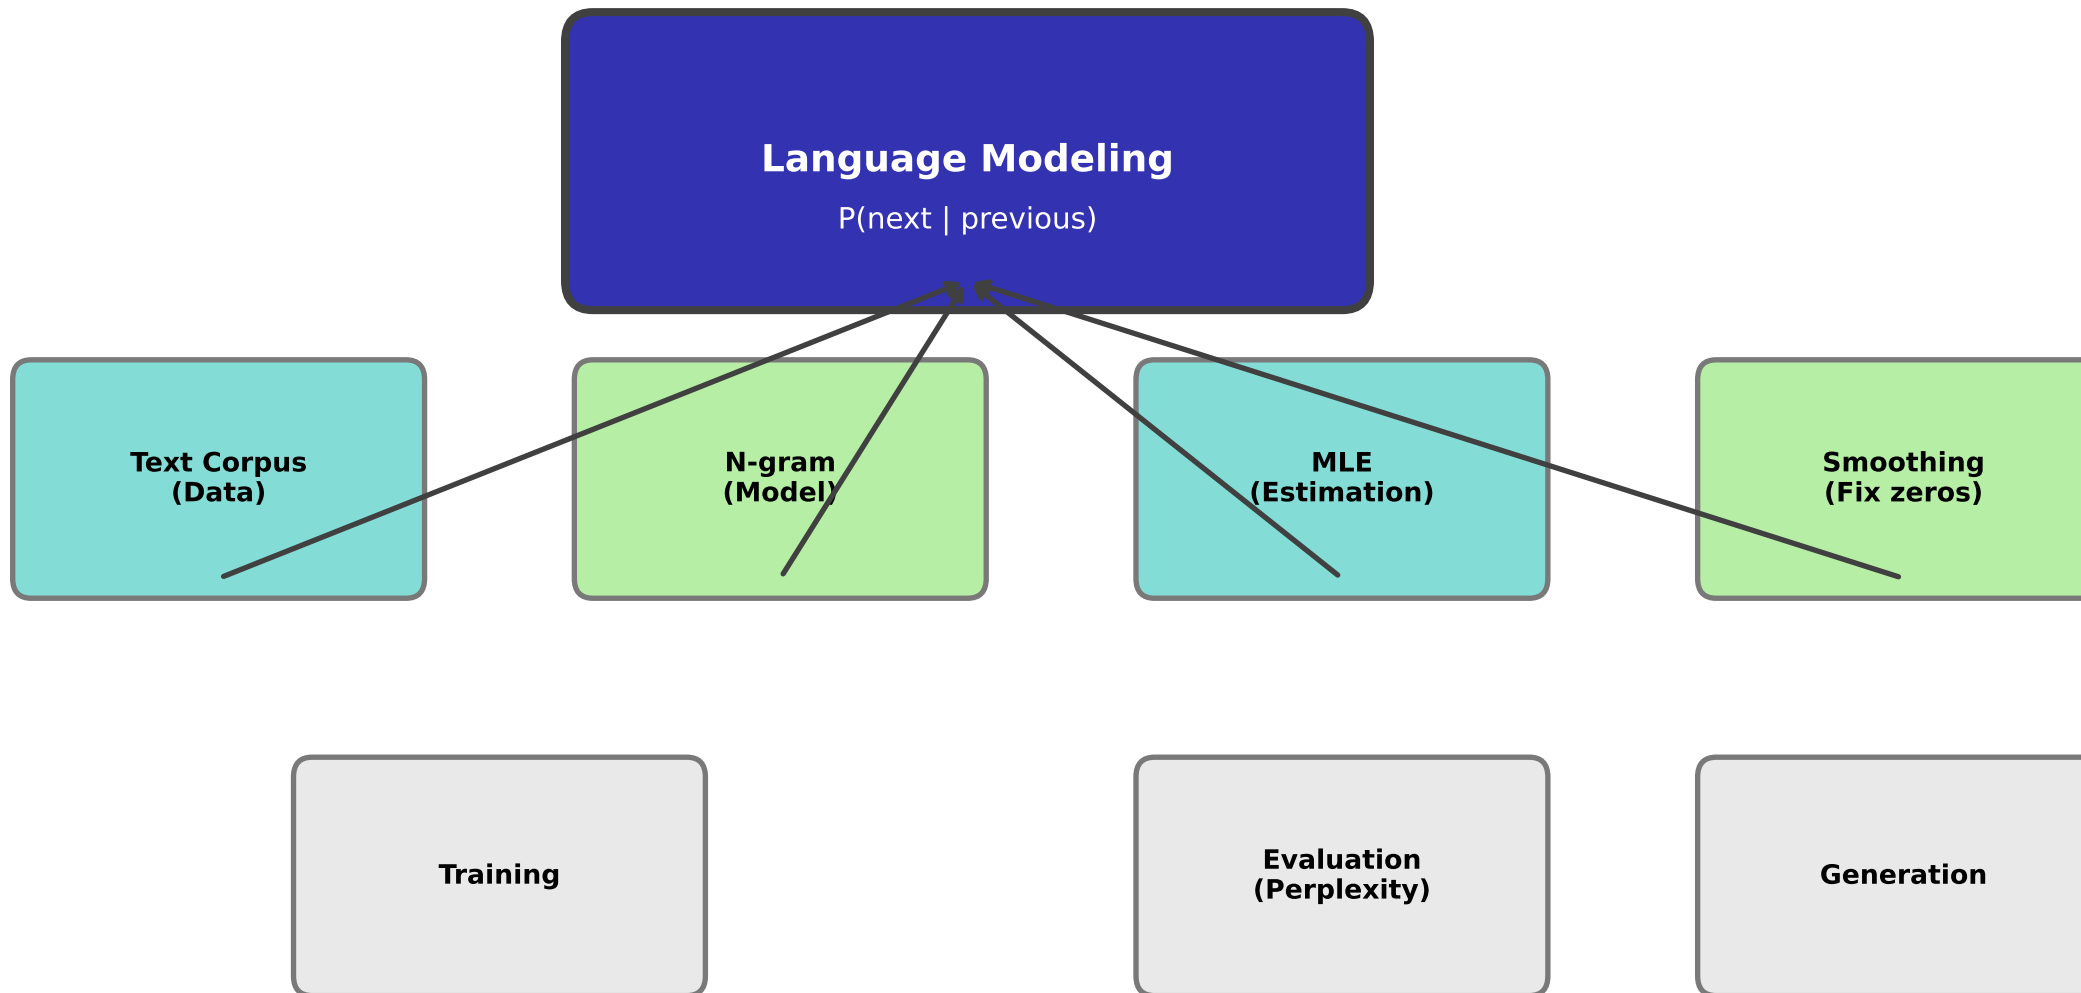 Language Modeling
P(next | previous)
Text Corpus
(Data)
N-gram
(Model)
MLE
(Estimation)
Smoothing
(Fix zeros)
Training
Evaluation
(Perplexity)
Generation